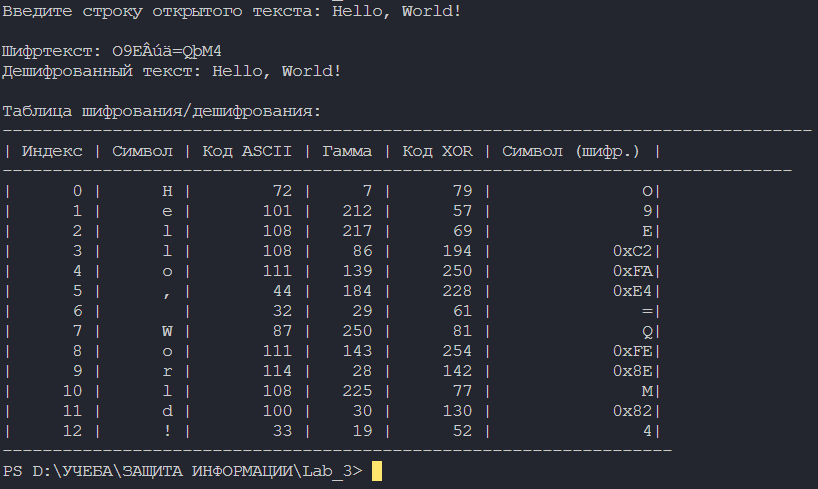 Введите строку открытого текста: Hello, World!
Шифртекст: O9EÂúä=QþM4
Дешифрованный текст: Hello, World!
Таблица шифрования/дешифрования:
---------------------------------------------------------------------------------
| Индекс | Символ | Код ASCII | Гамма | Код XOR | Символ (шифр.) |
-------------------------------------------------------------------------------
| 0 | H | 72 | 7 | 79 | O|
| 1 | e | 101 | 212 | 57 | 9|
| 2 | l | 108 | 217 | 69 | E|
| 3 | l | 108 | 86 | 194 | 0xC2|
| 4 | o | 111 | 139 | 250 | 0xFA|
| 5 | , | 44 | 184 | 228 | 0xE4|
| 6 | | 32 | 29 | 61 | =|
| 7 | W | 87 | 250 | 81 | Q|
| 8 | o | 111 | 143 | 254 | 0xFE|
| 9 | r | 114 | 28 | 142 | 0x8E|
| 10 | l | 108 | 225 | 77 | M|
| 11 | d | 100 | 30 | 130 | 0x82|
| 12 | ! | 33 | 19 | 52 | 4|
-------------------------------------------------------------------
PS D:\УЧЕБА\ЗАЩИТА ИНФОРМАЦИИ\Lab_3>